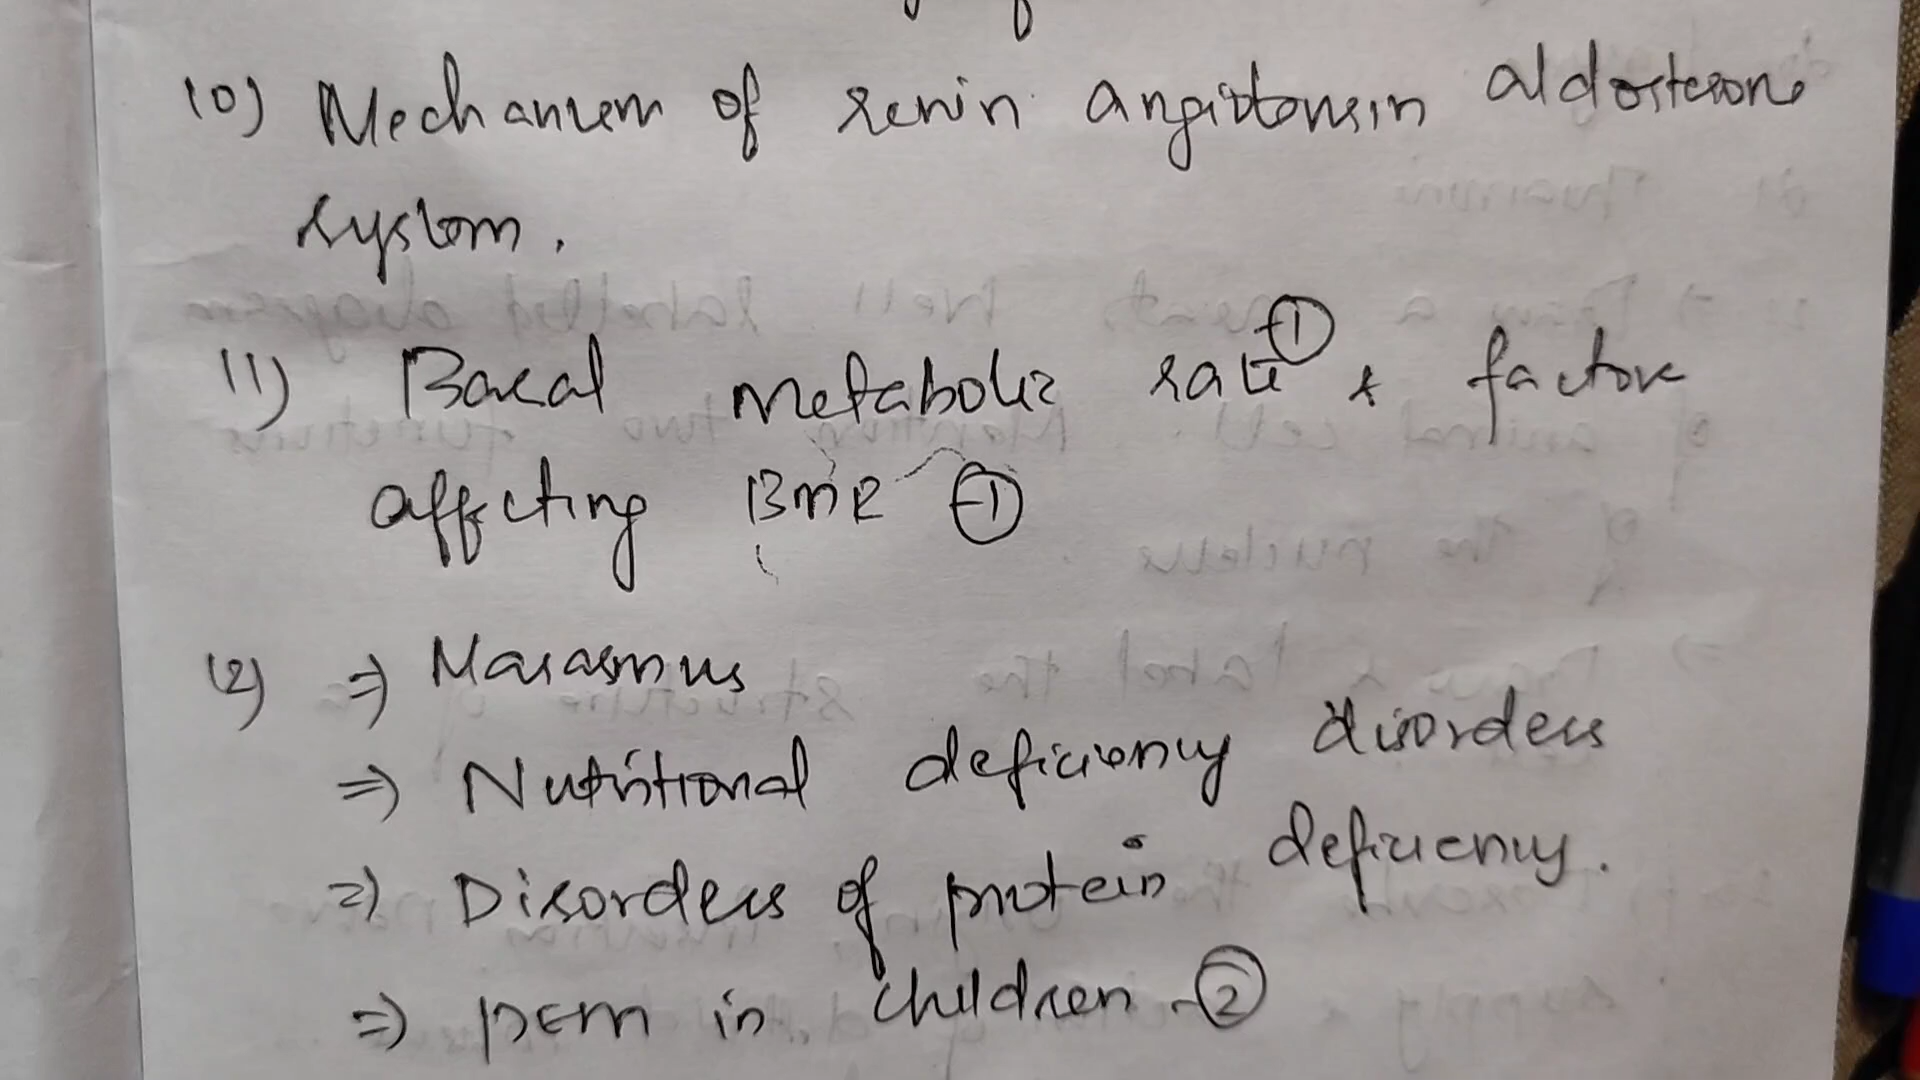 10) Mechanism of renin angiotensin aldosterone
system.
11) Basal metabolic rate ① & factors
affecting BMR ①
12) ⇒ Marasmus
⇒ Nutritional deficiency disorders
⇒ Disorders of protein deficiency.
⇒ PEM in children - ②